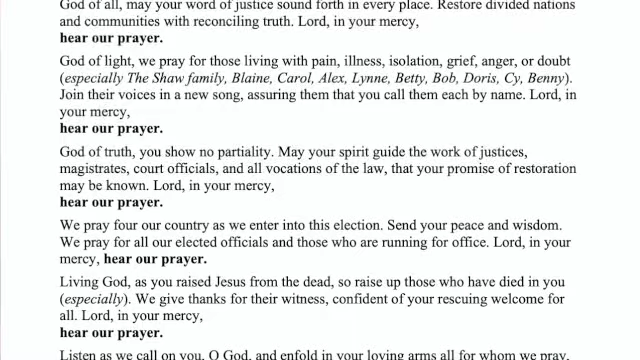 God of all, may your word of justice sound forth in every place. Restore divided nations
and communities with reconciling truth. Lord, in your mercy,
hear our prayer.
God of light, we pray for those living with pain, illness, isolation, grief, anger, or doubt
(especially The Shaw family, Blaine, Carol, Alex, Lynne, Betty, Bob, Doris, Cy, Benny).
Join their voices in a new song, assuring them that you call them each by name. Lord, in
your mercy,
hear our prayer.
God of truth, you show no partiality. May your spirit guide the work of justices,
magistrates, court officials, and all vocations of the law, that your promise of restoration
may be known. Lord, in your mercy,
hear our prayer.
We pray four our country as we enter into this election. Send your peace and wisdom.
We pray for all our elected officials and those who are running for office. Lord, in your
mercy, hear our prayer.
Living God, as you raised Jesus from the dead, so raise up those who have died in you
(especially). We give thanks for their witness, confident of your rescuing welcome for
all. Lord, in your mercy,
hear our prayer.
Listen as we call on you, O God, and enfold in your loving arms all for whom we pray,